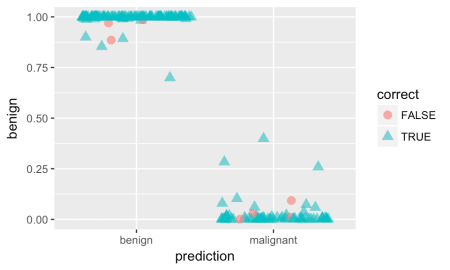 1.00
0.75
0.50
0.25
0.00
benign
benign
malignant
prediction
correct
FALSE
TRUE